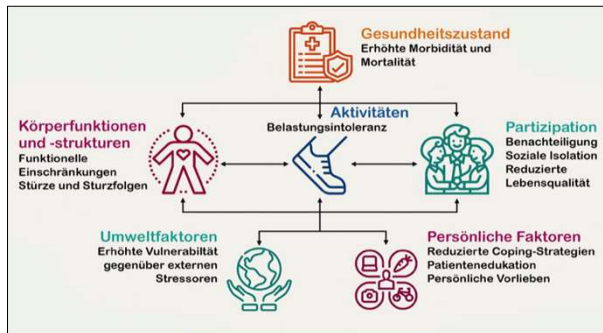 Gesundheitszustand
Erhöhte Morbidität und
Mortalität
Körperfunktionen
und -strukturen
Funktionelle
Einschränkungen
Stürze und Sturzfolgen
Aktivitäten
Belastungsintoleranz
Partizipation
Benachteiligung
Soziale Isolation
Reduzierte
Lebensqualität
Umweltfaktoren
Erhöhte Vulnerabiltät
gegenüber externen
Stressoren
Persönliche Faktoren
Reduzierte Coping-Strategien
Patientenedukation
Persönliche Vorlieben